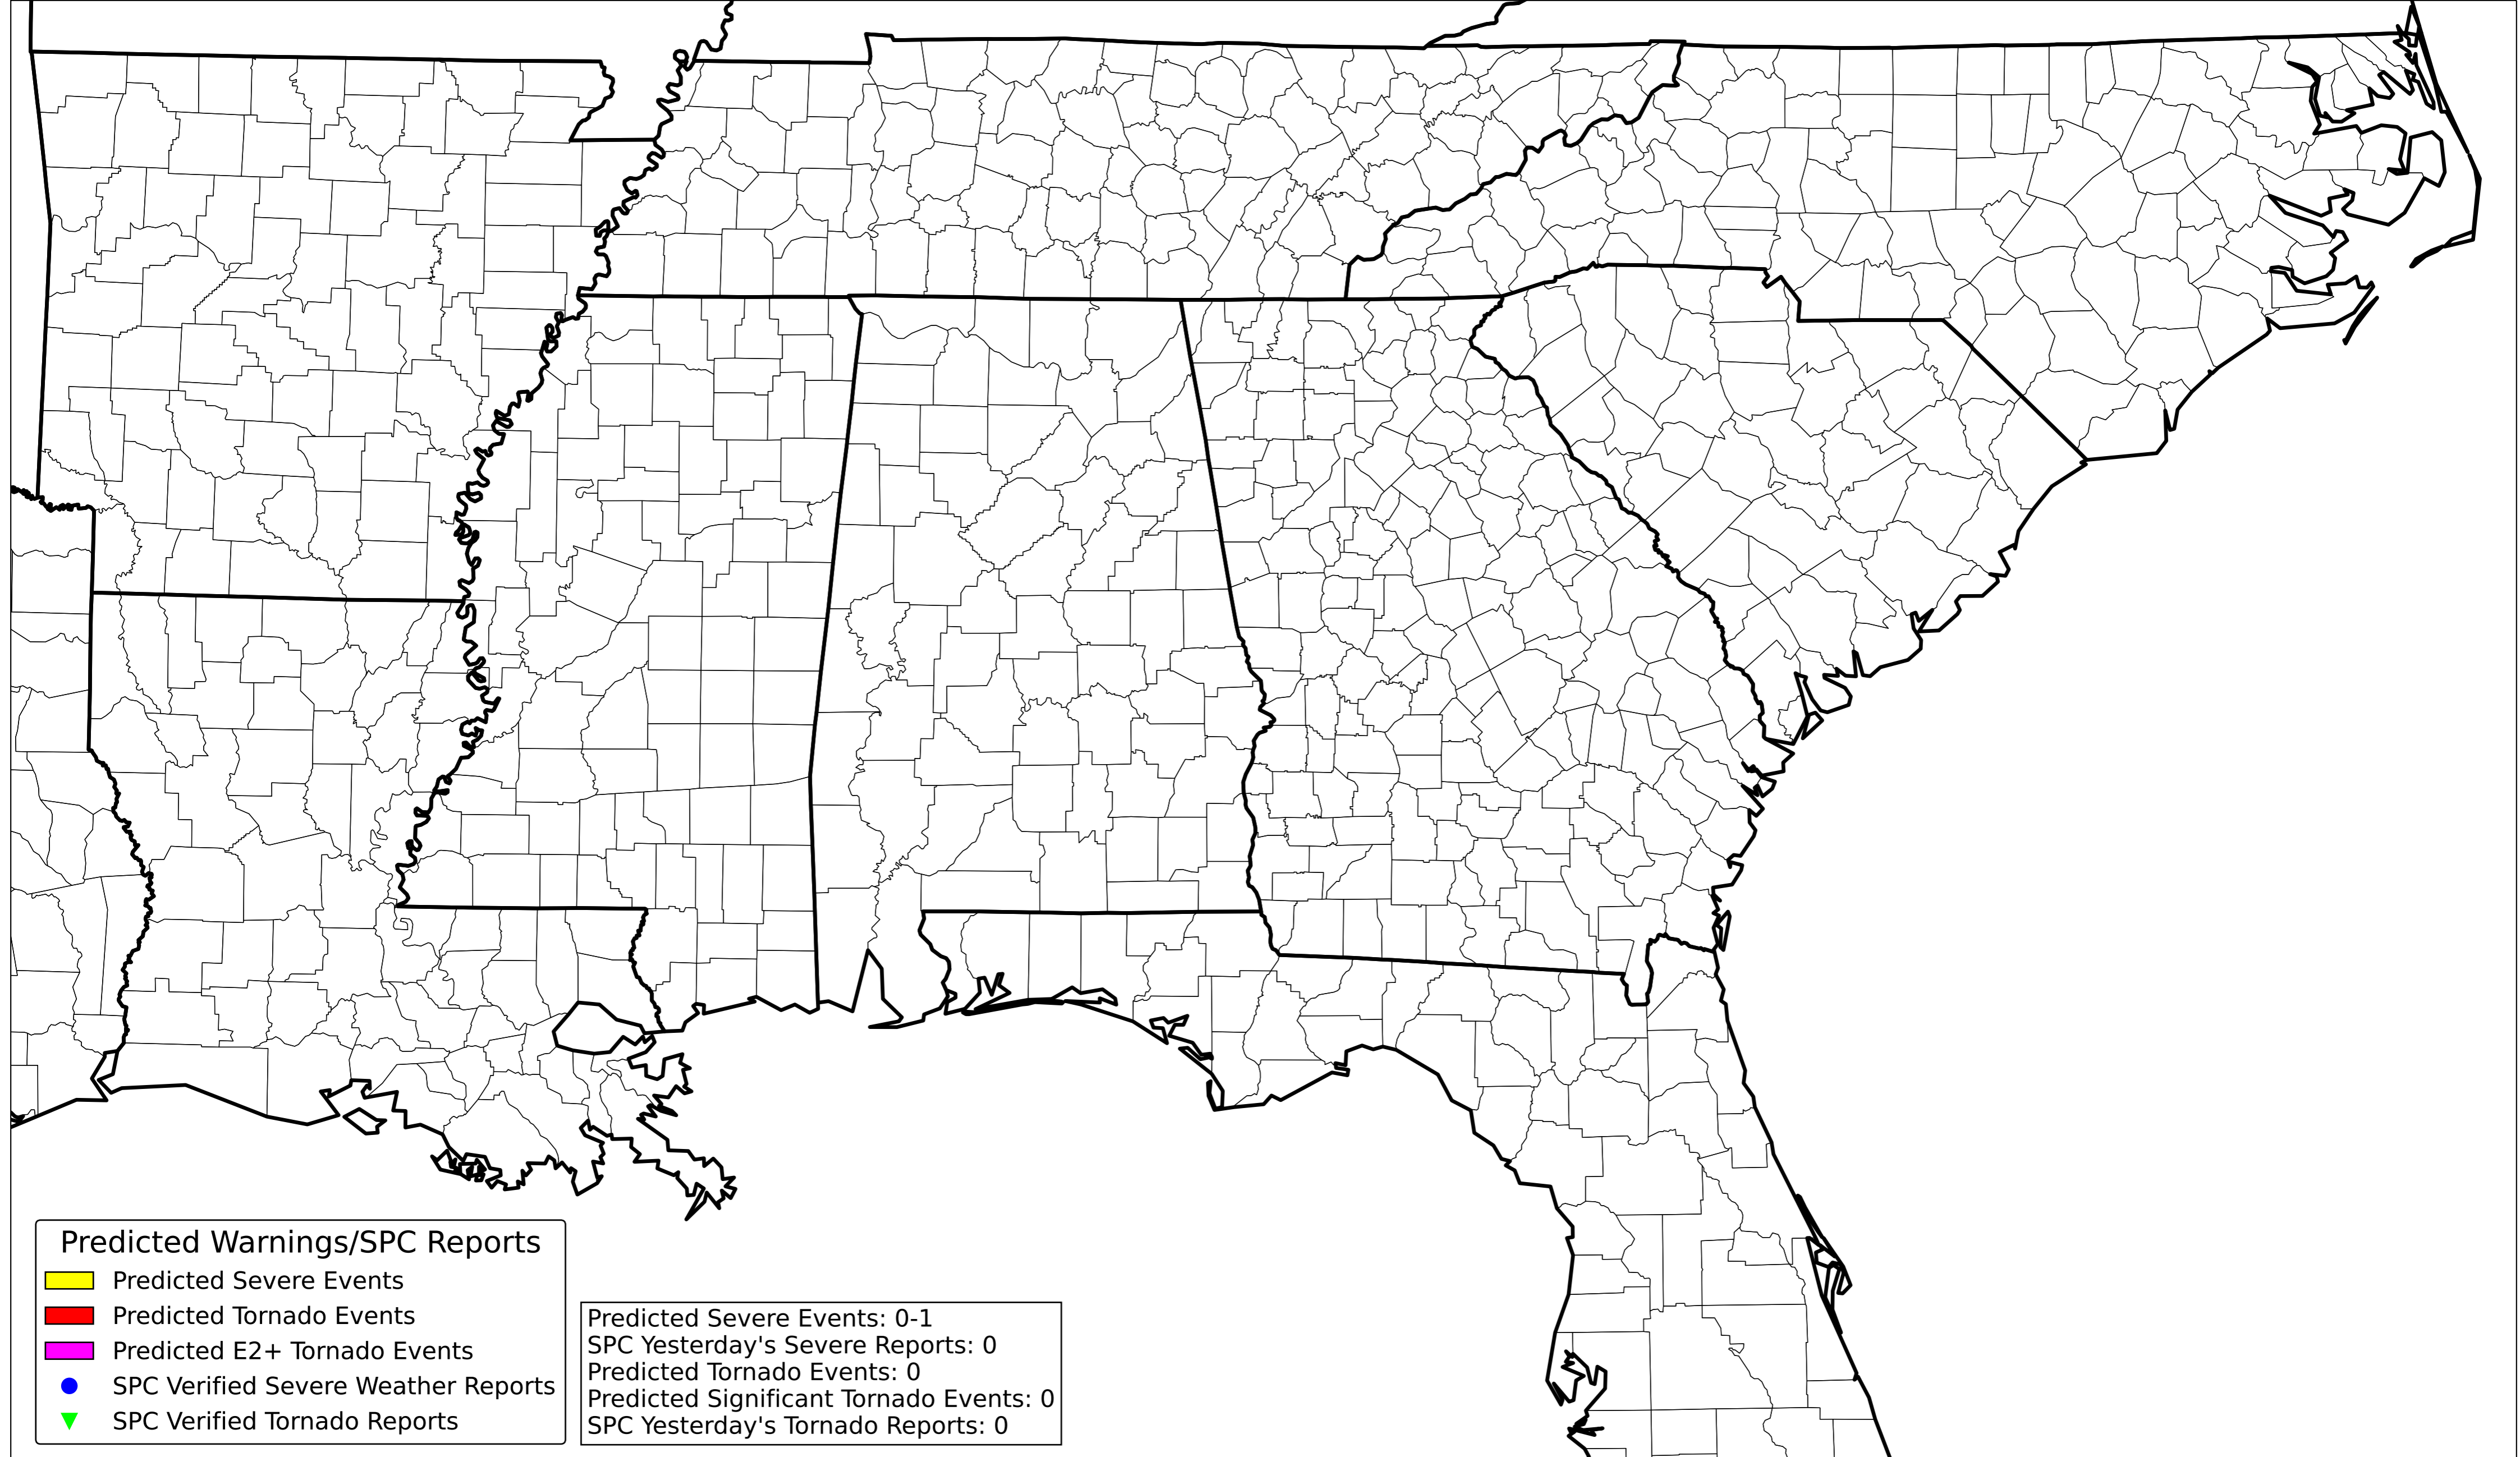 Predicted Warnings/SPC Reports
Predicted Severe Events
Predicted Tornado Events
Predicted E2+ Tornado Events
SPC Verified Severe Weather Reports
SPC Verified Tornado Reports
Predicted Severe Events: 0-1
SPC Yesterday's Severe Reports: 0
Predicted Tornado Events: 0
Predicted Significant Tornado Events: 0
SPC Yesterday's Tornado Reports: 0